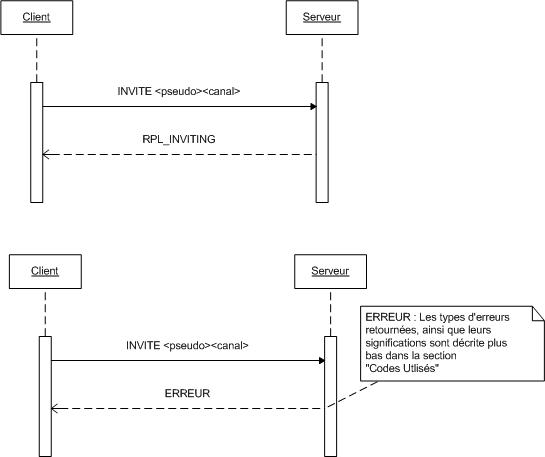 Client
Serveur
INVITE <pseudo><canal>
RPL_INVITING
Client
Serveur
ERREUR : Les types d'erreurs
retournées, ainsi que leurs
significations sont décrite plus
bas dans la section
"Codes Utlisés"
INVITE <pseudo><canal>
ERREUR